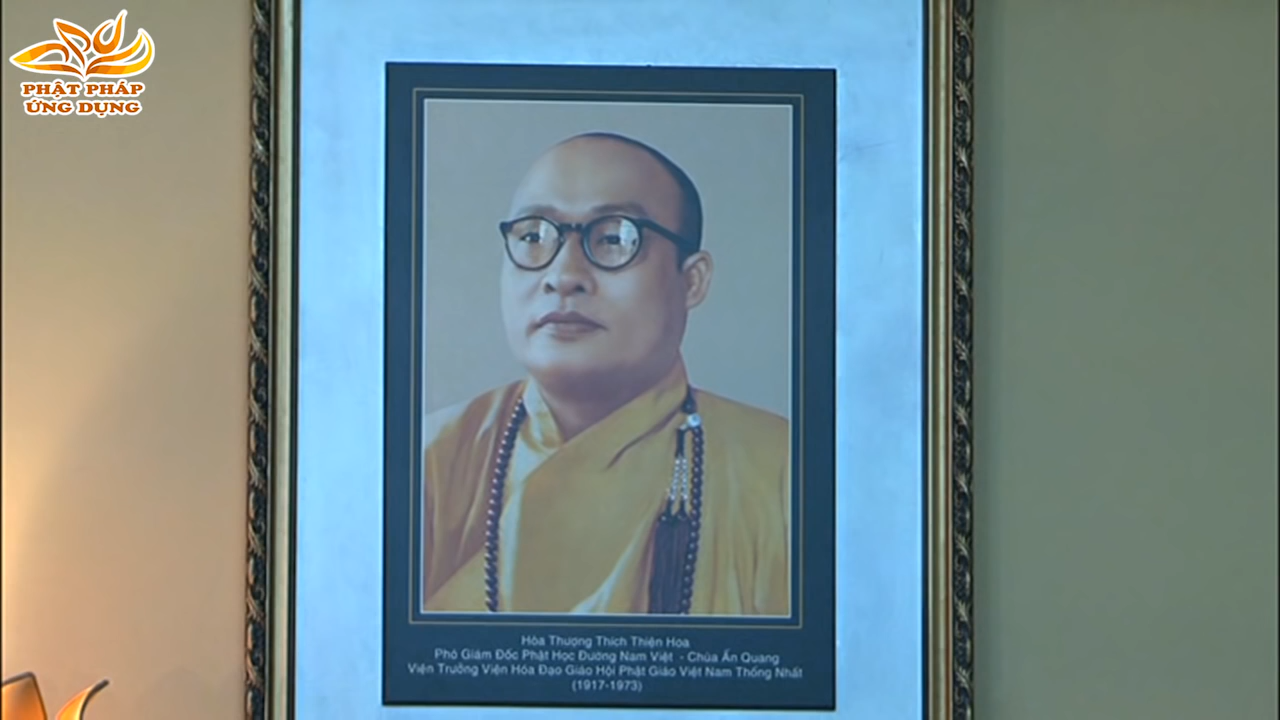 PHẬT PHÁP
ỨNG DỤNG
Hòa Thượng Thích Thiện Hoa
Phó Giám Đốc Phật Học Đường Nam Việt - Chùa Ấn Quang
Viện Trưởng Viện Hóa Đạo Giáo Hội Phật Giáo Việt Nam Thống Nhất
(1917-1973)